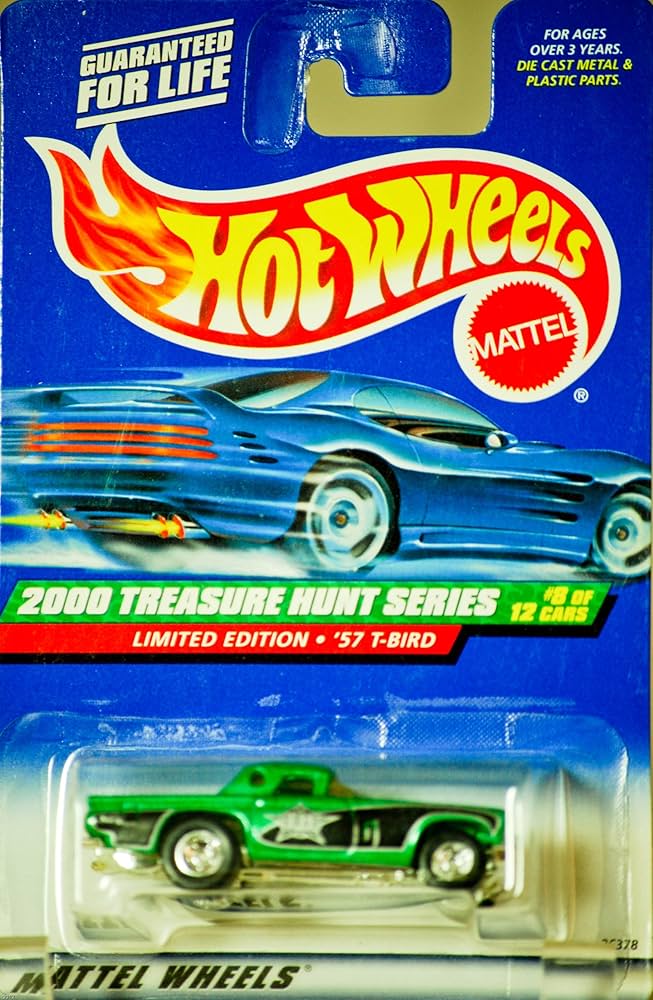 GUARANTEED
FOR LIFE
FOR AGES
OVER 3 YEARS.
DIE CAST METAL &
PLASTIC PARTS.
HOT WHEELS
MATTEL
®
2000 TREASURE HUNT SERIES
#8 OF
12 CARS
LIMITED EDITION • '57 T-BIRD
MATTEL WHEELS®